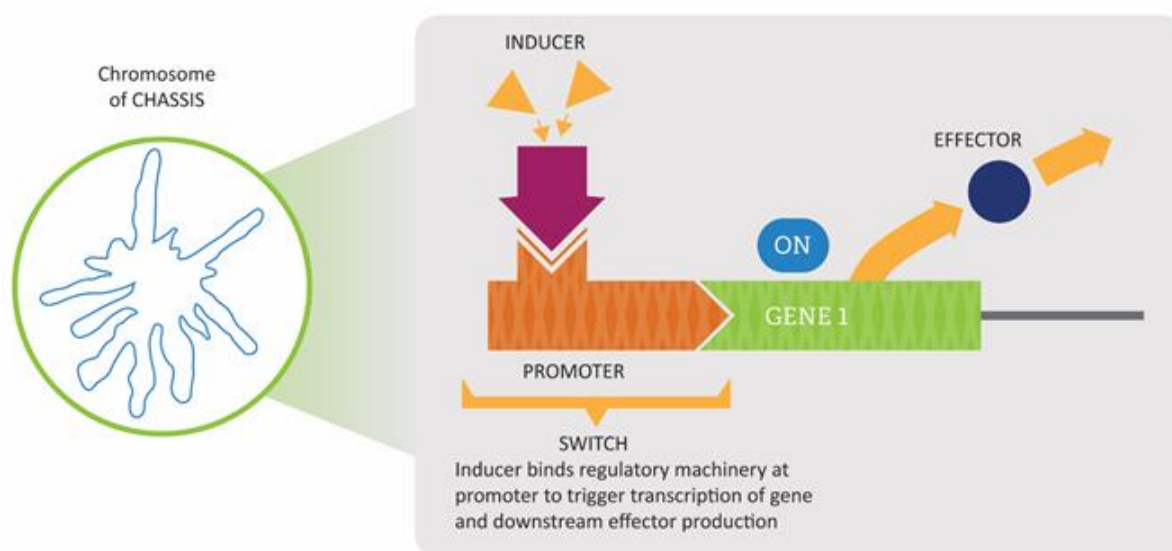 Chromosome
of CHASSIS
INDUCER
EFFECTOR
ON
GENE 1
PROMOTER
SWITCH
Inducer binds regulatory machinery at
promoter to trigger transcription of gene
and downstream effector production